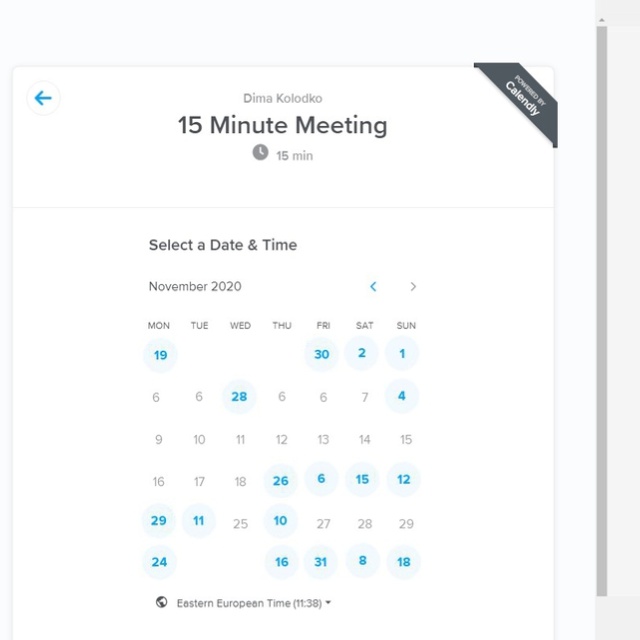 POWERED BY
Calendly
Dima Kolodko
15 Minute Meeting
15 min
Select a Date & Time
November 2020
MON TUE WED THU FRI SAT SUN
19 30 2 1
6 6 28 6 6 7 4
9 10 11 12 13 14 15
16 17 18 26 6 15 12
29 11 25 10 27 28 29
24 16 31 8 18
Eastern European Time (11:38)